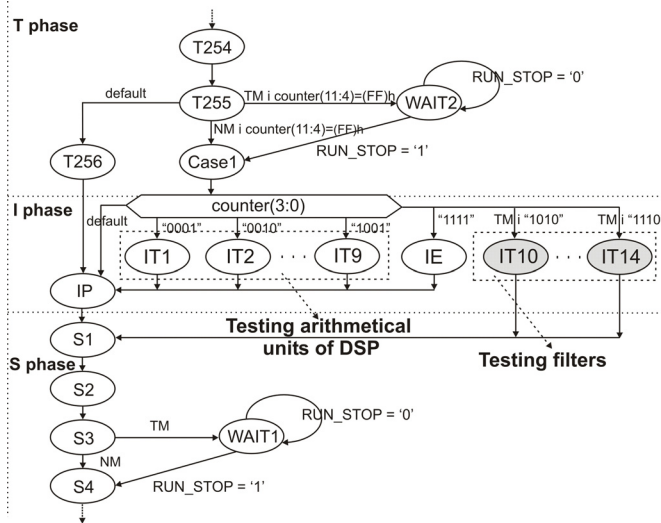 T phase
T254
RUN_STOP = '0'
default
T255
TM i counter(11:4)=(FF)h
WAIT2
NM i counter(11:4)=(FF)h
RUN_STOP = '1'
T256
Case1
I phase
counter(3:0)
default
"0001"
"0010"
"1001"
"1111"
TM i "1010"
TM i "1110
IT1
IT2
· · ·
IT9
IE
IT10
· · ·
IT14
IP
Testing arithmetical
units of DSP
S1
Testing filters
S phase
S2
RUN_STOP = '0'
S3
TM
WAIT1
NM
S4
RUN_STOP = '1'